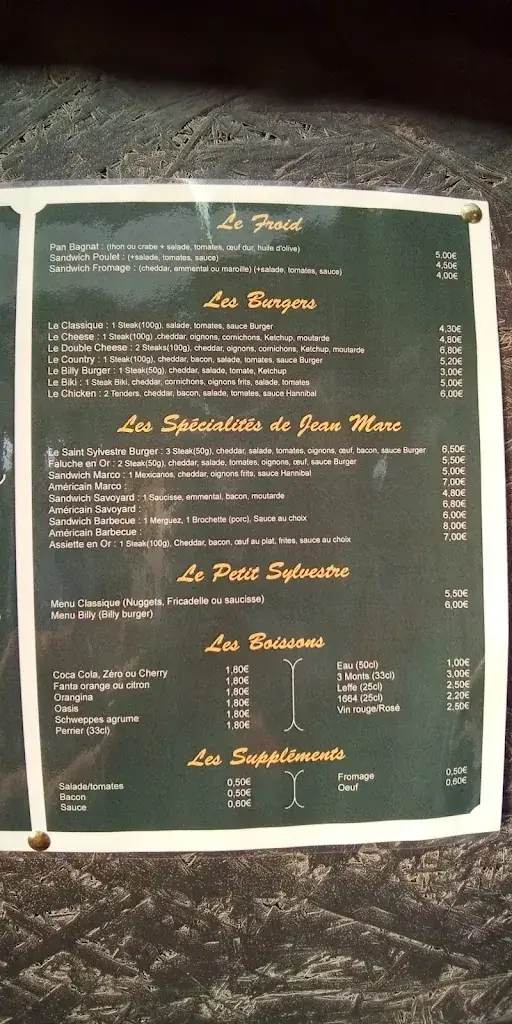 Le Froid
Pan Bagnat : (thon ou crabe + salade, tomates, œuf dur, huile d'olive) 5,00€
Sandwich Poulet : (+salade, tomates, sauce) 4,50€
Sandwich Fromage : (cheddar, emmental ou maroille) (+salade, tomates, sauce) 4,00€
Les Burgers
Le Classique : 1 Steak(100g), salade, tomates, sauce Burger 4,30€
Le Cheese : 1 Steak(100g) ,cheddar, oignons, cornichons, Ketchup, moutarde 4,80€
Le Double Cheese : 2 Steaks(100g), cheddar, oignons, cornichons, Ketchup, moutarde 6,80€
Le Country : 1 Steak(100g), cheddar, bacon, salade, tomates, sauce Burger 5,20€
Le Billy Burger : 1 Steak(50g), cheddar, salade, tomate, Ketchup 3,00€
Le Biki : 1 Steak Biki, cheddar, cornichons, oignons frits, salade, tomates 5,00€
Le Chicken : 2 Tenders, cheddar, bacon, salade, tomates, sauce Hannibal 6,00€
Les Spécialités de Jean Marc
Le Saint Sylvestre Burger : 3 Steak(50g), cheddar, salade, tomates, oignons, œuf, bacon, sauce Burger 6,50€
Faluche en Or : 2 Steak(50g), cheddar, salade, tomates, oignons, œuf, sauce Burger 5,50€
Sandwich Marco : 1 Mexicanos, cheddar, oignons frits, sauce Hannibal 5,00€
Américain Marco : 7,00€
Sandwich Savoyard : 1 Saucisse, emmental, bacon, moutarde 4,80€
Américain Savoyard : 6,80€
Sandwich Barbecue : 1 Merguez, 1 Brochette (porc), Sauce au choix 6,00€
Américain Barbecue : 8,00€
Assiette en Or : 1 Steak(100g), Cheddar, bacon, œuf au plat, frites, sauce au choix 7,00€
Le Petit Sylvestre
Menu Classique (Nuggets, Fricadelle ou saucisse) 5,50€
Menu Billy (Billy burger) 6,00€
Les Boissons
Coca Cola, Zéro ou Cherry 1,80€
Fanta orange ou citron 1,80€
Orangina 1,80€
Oasis 1,80€
Schweppes agrume 1,80€
Perrier (33cl) 1,80€
Eau (50cl) 1,00€
3 Monts (33cl) 3,00€
Leffe (25cl) 2,50€
1664 (25cl) 2,20€
Vin rouge/Rosé 2,50€
Les Suppléments
Salade/tomates 0,50€
Bacon 0,50€
Sauce 0,60€
Fromage 0,50€
Oeuf 0,60€